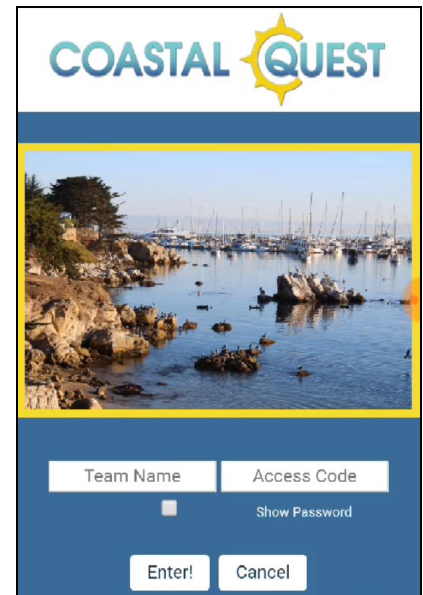 COASTAL QUEST
Team Name Access Code
Show Password
Enter! Cancel